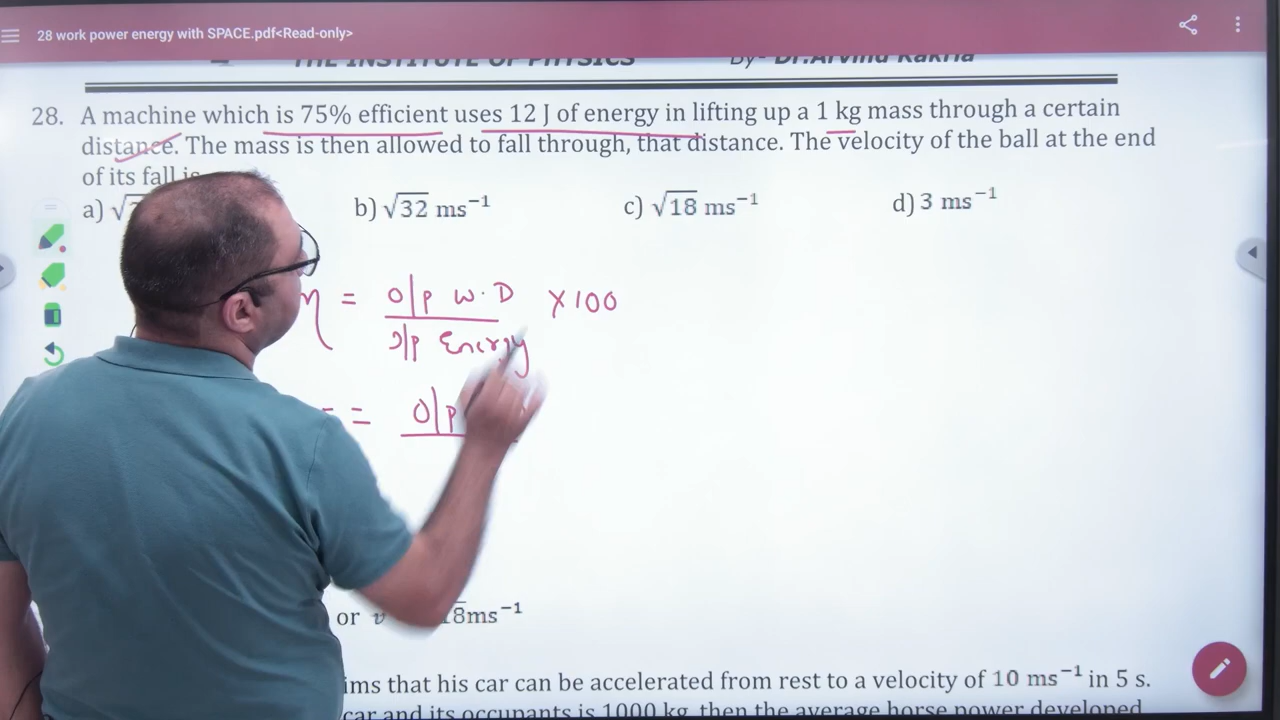 28 work power energy with SPACE.pdf<Read-only>
THE INSTITUTE OF PHYSICS By- Dr.Arvind Kakria
28. A machine which is 75% efficient uses 12 J of energy in lifting up a 1 kg mass through a certain
distance. The mass is then allowed to fall through, that distance. The velocity of the ball at the end
of its fall is
a) √ b) √32 ms⁻¹ c) √18 ms⁻¹ d) 3 ms⁻¹
η = O/p W.D / I/p Energy × 100
= O/p
or v 8ms⁻¹
ims that his car can be accelerated from rest to a velocity of 10 ms⁻¹ in 5 s.
car and its occupants is 1000 kg, then the average horse power developed